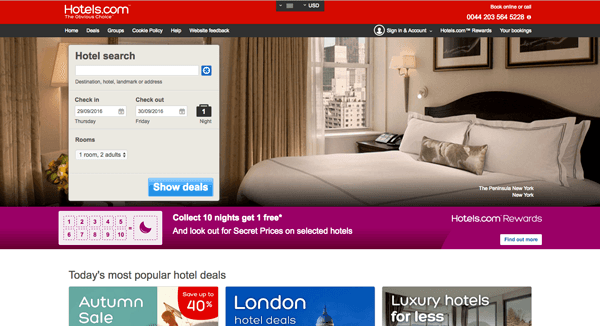 Hotels.com™
The Obvious Choice™
USD
Book online or call
0044 203 564 5228
Home Deals Groups Cookie Policy Help Website feedback
Sign in & Account Hotels.com™ Rewards Your bookings
Hotel search
Destination, hotel, landmark or address
Check in Check out
29/09/2016 30/09/2016 1
Thursday Friday Night
Rooms
1 room, 2 adults
Show deals
The Peninsula New York
New York
1 2 3 4 5
6 7 8 9 10
=
Collect 10 nights get 1 free*
And look out for Secret Prices on selected hotels
Hotels.com™ Rewards
Find out more
Today's most popular hotel deals
Autumn
Sale
Save up to
40%
London
hotel deals
Luxury hotels
for less